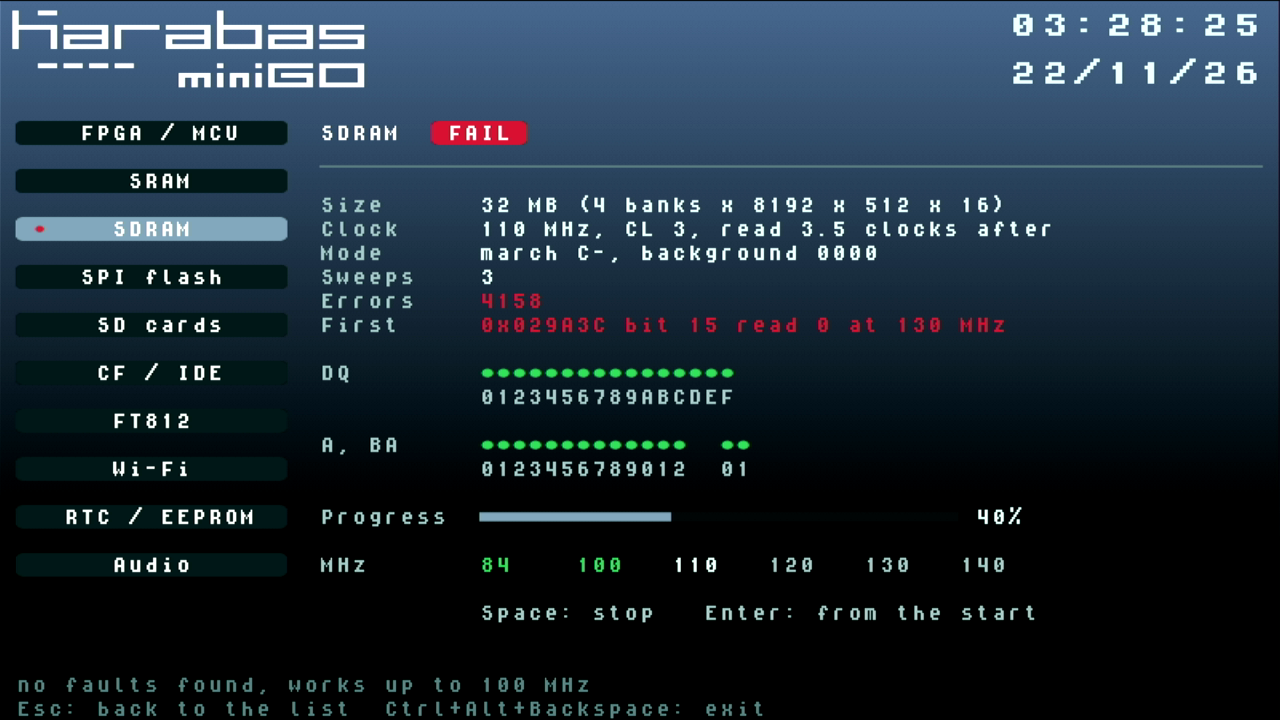 Karabas
miniGO
03:28:25
22/11/26
FPGA / MCU
SRAM
SDRAM
SPI flash
SD cards
CF / IDE
FT812
Wi-Fi
RTC / EEPROM
Audio
SDRAM FAIL
Size 32 MB (4 banks x 8192 x 512 x 16)
Clock 110 MHz, CL 3, read 3.5 clocks after
Mode march C-, background 0000
Sweeps 3
Errors 4158
First 0x029A3C bit 15 read 0 at 130 MHz
DQ
0123456789ABCDEF
A, BA
0123456789012 01
Progress 40%
MHz 84 100 110 120 130 140
Space: stop Enter: from the start
no faults found, works up to 100 MHz
Esc: back to the list Ctrl+Alt+Backspace: exit